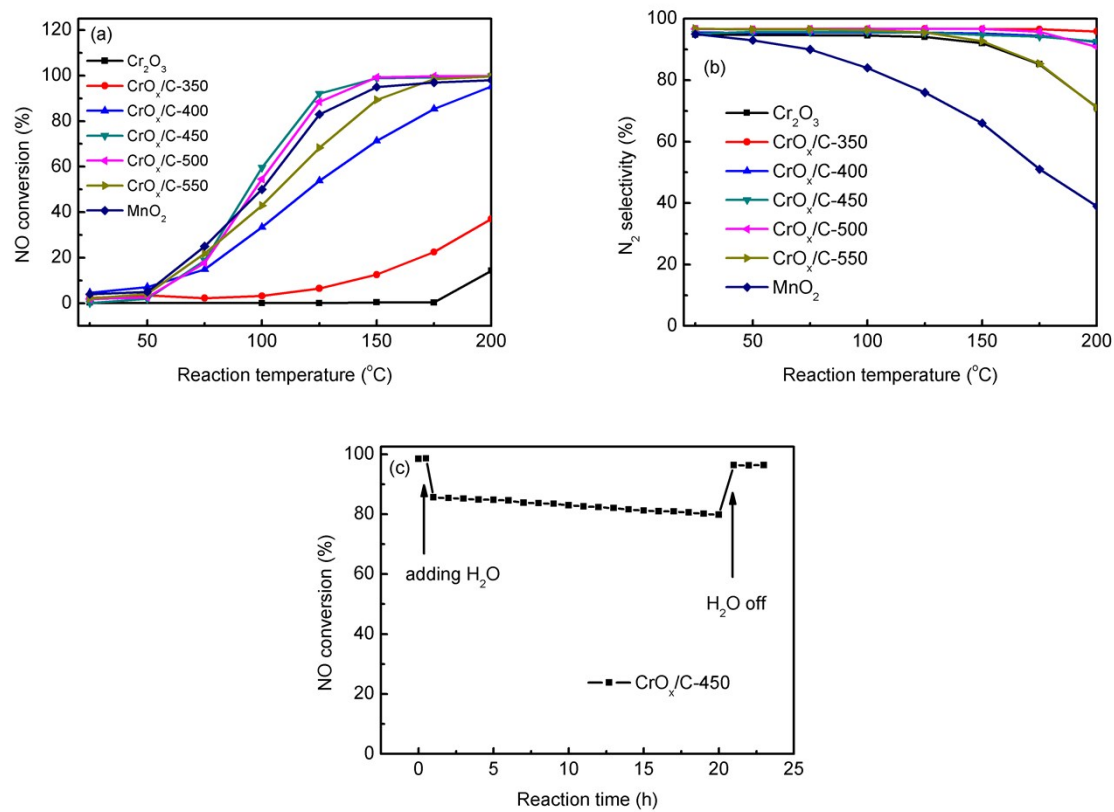 (a)
Cr2O3
CrOx/C-350
CrOx/C-400
CrOx/C-450
CrOx/C-500
CrOx/C-550
MnO2
NO conversion (%)
120
100
80
60
40
20
0
50 100 150 200
Reaction temperature (°C)
(b)
Cr2O3
CrOx/C-350
CrOx/C-400
CrOx/C-450
CrOx/C-500
CrOx/C-550
MnO2
N2 selectivity (%)
100
80
60
40
20
0
50 100 150 200
Reaction temperature (°C)
(c)
adding H2O
H2O off
CrOx/C-450
NO conversion (%)
100
80
60
40
20
0
0 5 10 15 20 25
Reaction time (h)